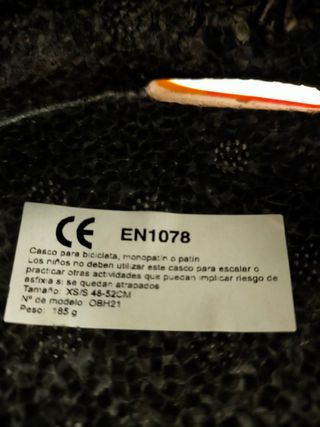 CE EN1078
Casco para bicicleta, monopatín o patín
Los niños no deben utilizar este casco para escalar o
practicar otras actividades que puedan implicar riesgo de
asfixia si se quedan atrapados
Tamaño: XS/S 48-52CM
Nº de modelo: OBH21
Peso: 185 g